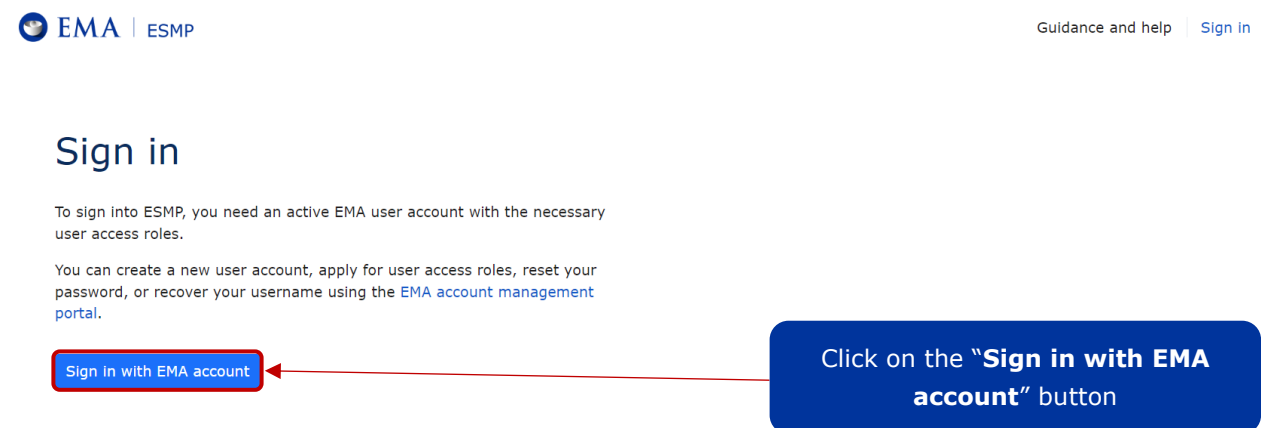 EMA ESMP
Guidance and help Sign in
Sign in
To sign into ESMP, you need an active EMA user account with the necessary
user access roles.
You can create a new user account, apply for user access roles, reset your
password, or recover your username using the EMA account management
portal.
Sign in with EMA account
Click on the “Sign in with EMA
account” button